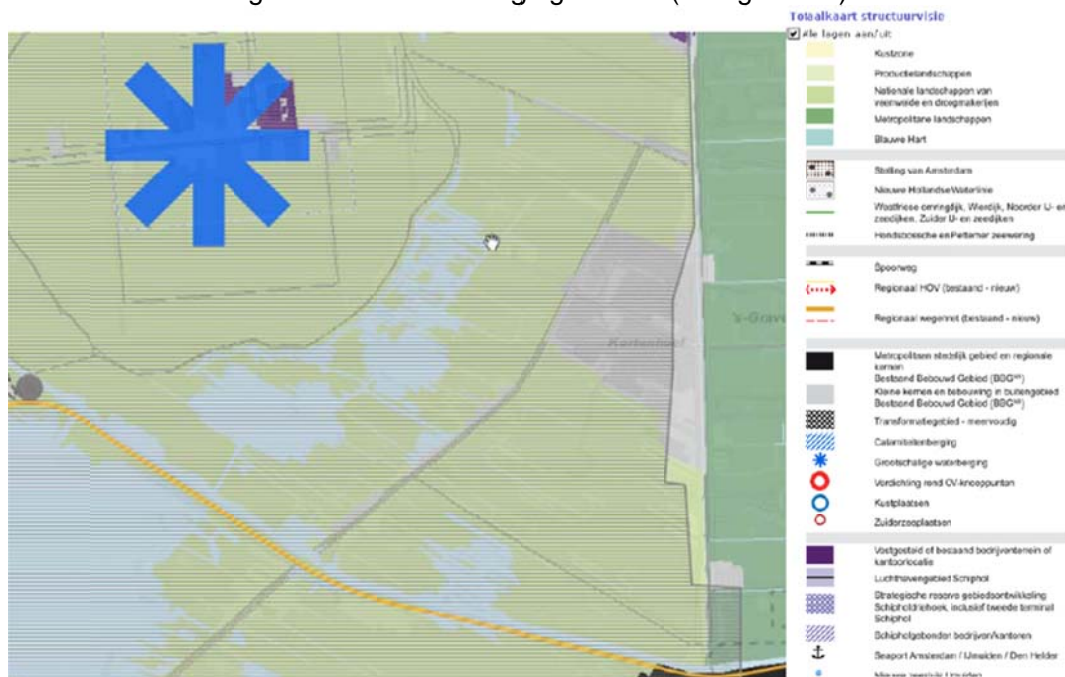 Totaalkaart structuurvisie
Alle lagen aan/uit
Kustzone
Productielandschappen
Nationale landschappen van
veenweide en droogmakerijen
Metropolitane landschappen
Blauwe Hart
Stelling van Amsterdam
Nieuwe Hollandse Waterlinie
Westfriese omringdijk, Wierdijk, Noorder IJ- en
zeedijken, Zuider IJ- en zeedijken
Hondsbossche en Pettemer zeewering
Spoorweg
Regionaal HOV (bestaand - nieuw)
's-Grave
Regionaal wegennet (bestaand - nieuw)
Kortenhoef
Metropolitaan stedelijk gebied en regionale
kernen
Bestaand Bebouwd Gebied (BBG)
Kleine kernen en bebouwing in buitengebied
Bestaand Bebouwd Gebied (BBG)
Transformatiegebied - meervoudig
Calamiteitenberging
Grootschalige waterberging
Verdichting rond OV-knooppunten
Kustplaatsen
Zuiderzeeplaatsen
Vastgesteld of bestaand bedrijventerrein of
kantoorlocatie
Luchthavengebied Schiphol
Strategische reserve gebiedsontwikkeling
Schipholdriehoek, inclusief tweede terminal
Schiphol
Schipholgebonden bedrijven/kantoren
Seaport Amsterdam / IJmuiden / Den Helder